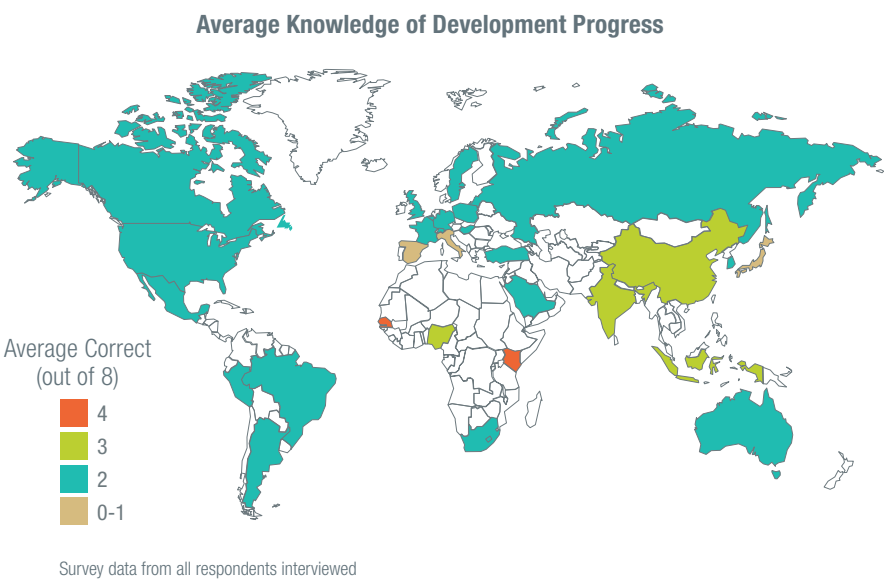 Average Knowledge of Development Progress
Average Correct
(out of 8)
4
3
2
0-1
Survey data from all respondents interviewed